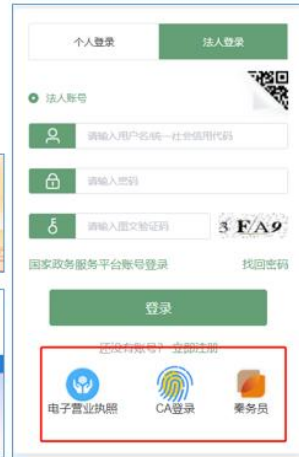 个人登录
法人登录
法人账号
请输入用户名/统一社会信用代码
请输入密码
请输入图文验证码
3 FA9
国家政务服务平台账号登录
找回密码
登录
还没有账号? 立即注册
电子营业执照
CA登录
秦务员